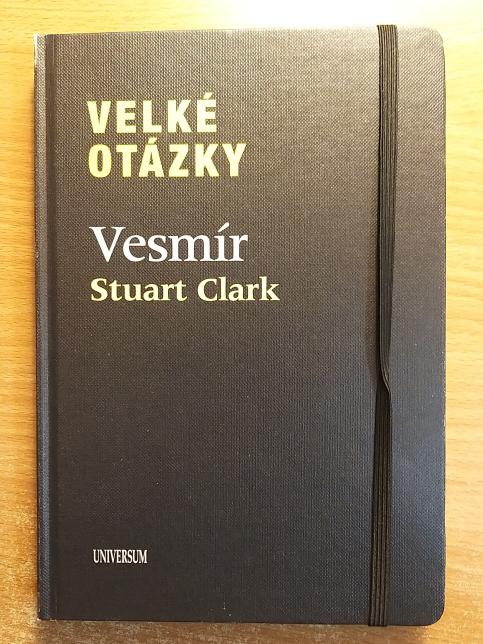 VELKÉ
OTÁZKY
Vesmír
Stuart Clark
UNIVERSUM